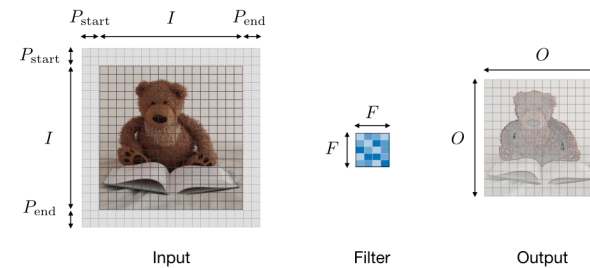 P_start I P_end
P_start
I
P_end
Input
F
F
Filter
O
O
Output